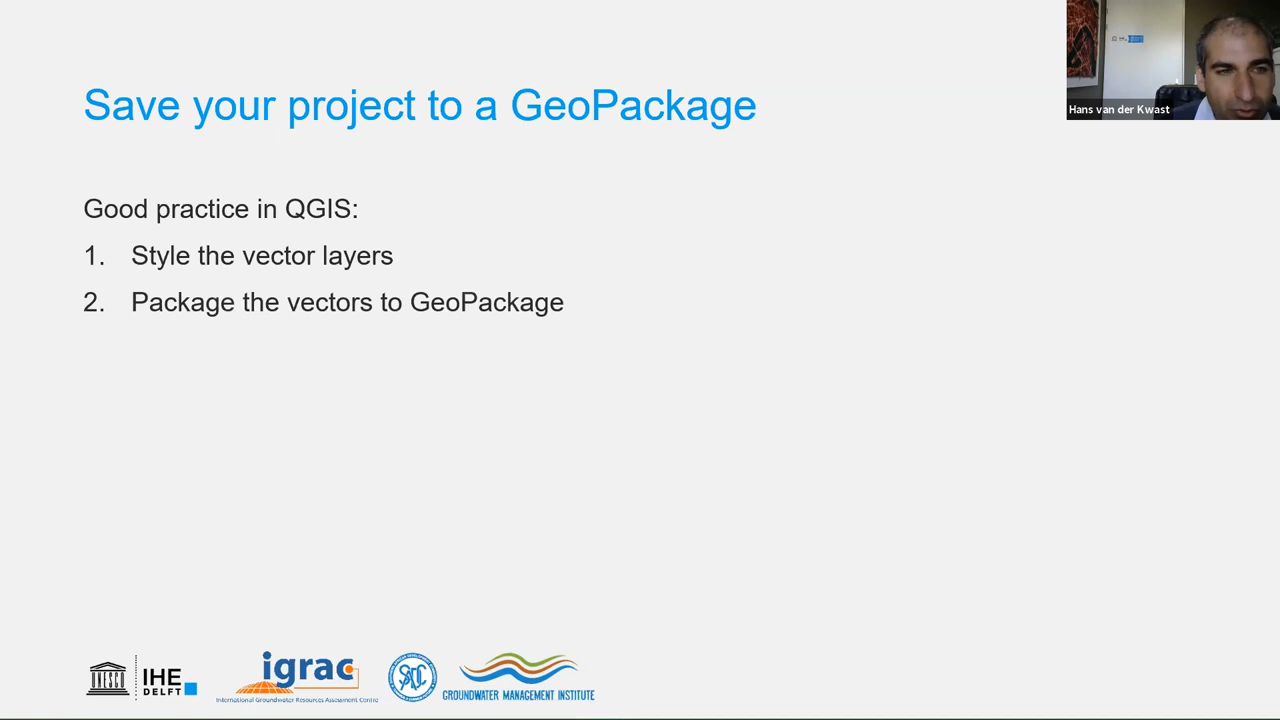 Save your project to a GeoPackage
Hans van der Kwast
Good practice in QGIS:
1. Style the vector layers
2. Package the vectors to GeoPackage
UNESCO
IHE
DELFT
igrac
International Groundwater Resources Assessment Centre
GROUNDWATER MANAGEMENT INSTITUTE